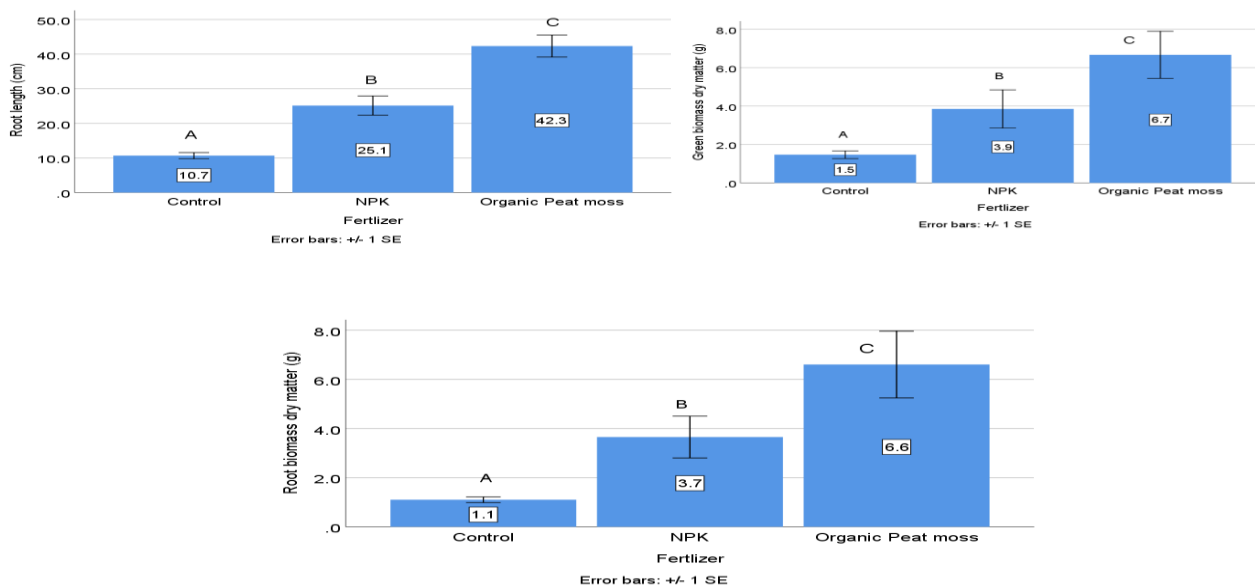 Root length (cm)
50.0
40.0
30.0
20.0
10.0
.0
A
B
C
10.7
25.1
42.3
Control
NPK
Organic Peat moss
Fertlizer
Error bars: +/- 1 SE
Green biomass dry matter (g)
8.0
6.0
4.0
2.0
.0
A
B
C
1.5
3.9
6.7
Control
NPK
Organic Peat moss
Fertlizer
Error bars: +/- 1 SE
Root biomass dry matter (g)
8.0
6.0
4.0
2.0
.0
A
B
C
1.1
3.7
6.6
Control
NPK
Organic Peat moss
Fertlizer
Error bars: +/- 1 SE